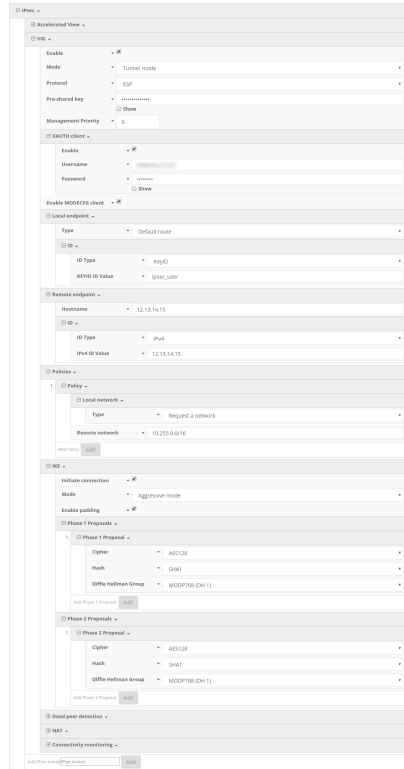 IPsec
Accelerated View
VIG
Enable
Mode Tunnel mode
Protocol ESP
Pre-shared key ••••••••••••••
Show
Management Priority 0
XAUTH client
Enable
Username
Password ••••••••
Show
Enable MODECFG client
Local endpoint
Type Default route
ID
ID Type KeyID
KEYID ID Value ipsec_user
Remote endpoint
Hostname 12.13.14.15
ID
ID Type IPv4
IPv4 ID Value 12.13.14.15
Policies
1. Policy
Local network
Type Request a network
Remote network 10.255.0.0/16
Add Policy Add
IKE
Initiate connection
Mode Aggressive mode
Enable padding
Phase 1 Proposals
1. Phase 1 Proposal
Cipher AES128
Hash SHA1
Diffie Hellman Group MODP768 (DH 1)
Add Phase 1 Proposal Add
Phase 2 Proposals
1. Phase 2 Proposal
Cipher AES128
Hash SHA1
Diffie Hellman Group MODP768 (DH 1)
Add Phase 2 Proposal Add
Dead peer detection
NAT
Connectivity monitoring
Add IPsec tunnel IPsec tunnel Add